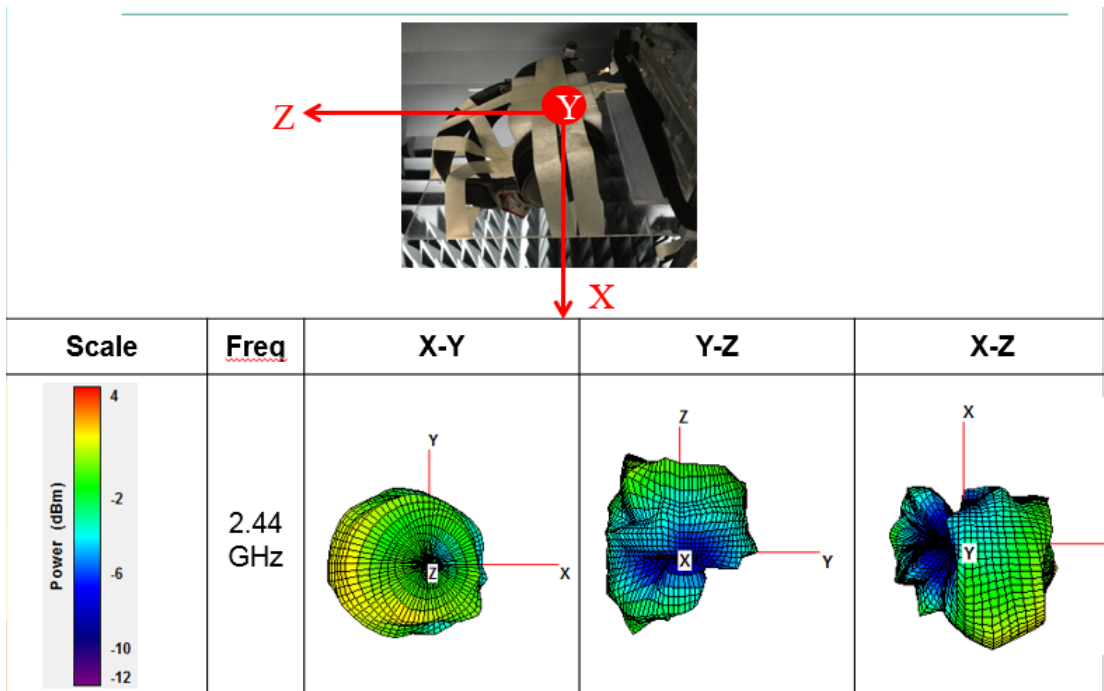 Y
Z
X
Scale Freq X-Y Y-Z X-Z
Power (dBm)
4
-2
-6
-10
-12
2.44
GHz
Y
X
Z
Z
Y
X
X
Y